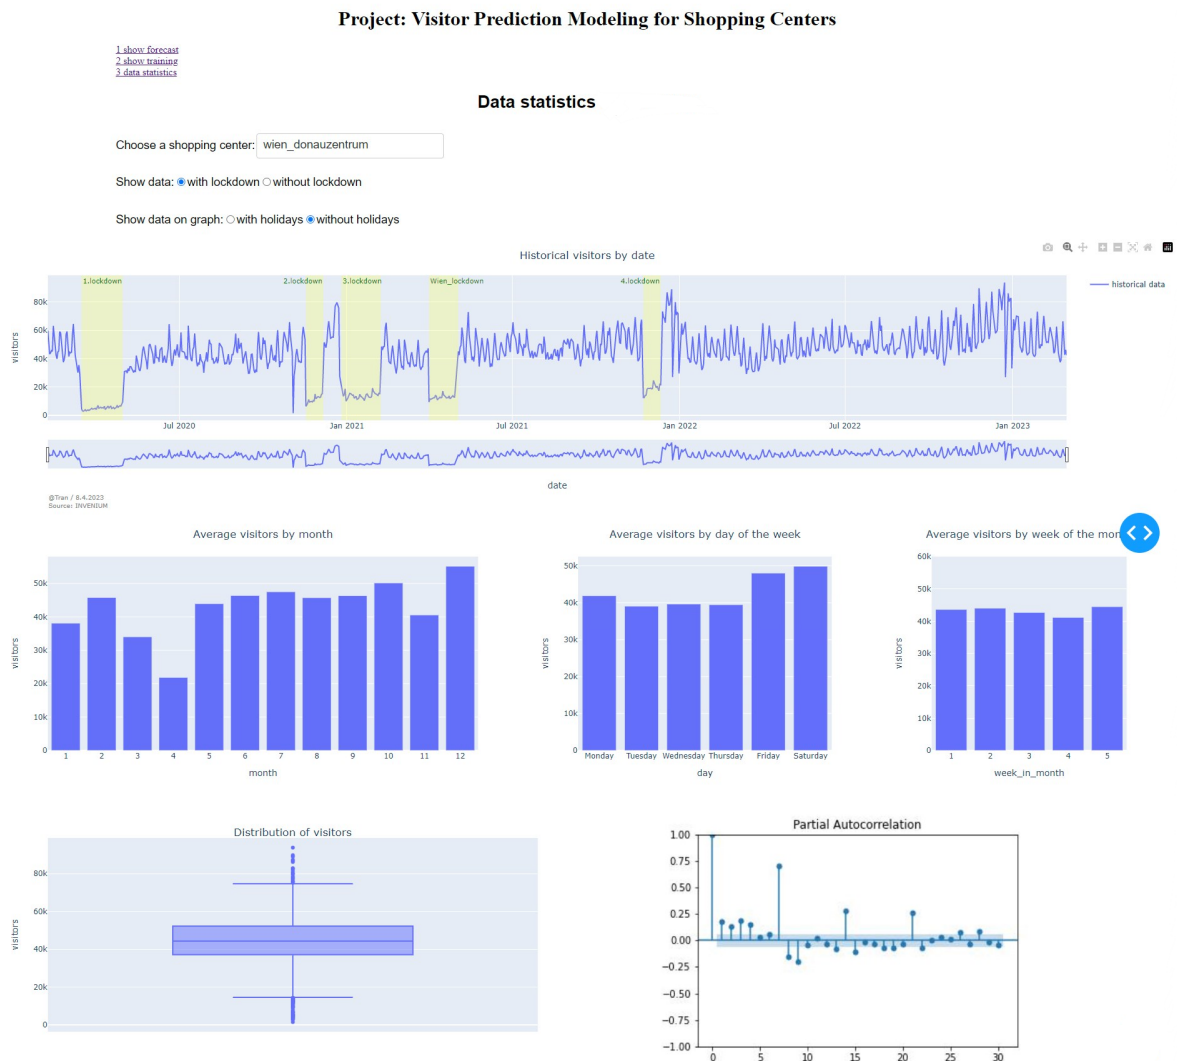 Project: Visitor Prediction Modeling for Shopping Centers
1 show forecast
2 show training
3 data statistics
Data statistics
Choose a shopping center: wien_donauzentrum
Show data: with lockdown without lockdown
Show data on graph: with holidays without holidays
Historical visitors by date
1.lockdown 2.lockdown 3.lockdown Wien_lockdown 4.lockdown
historical data
visitors
80k
60k
40k
20k
0
Jul 2020 Jan 2021 Jul 2021 Jan 2022 Jul 2022 Jan 2023
date
@Tran / 8.4.2023
Source: INVENIUM
Average visitors by month
visitors
50k
40k
30k
20k
10k
0
1 2 3 4 5 6 7 8 9 10 11 12
month
Average visitors by day of the week
visitors
50k
40k
30k
20k
10k
0
Monday Tuesday Wednesday Thursday Friday Saturday
day
Average visitors by week of the mon
visitors
60k
50k
40k
30k
20k
10k
0
1 2 3 4 5
week_in_month
Distribution of visitors
visitors
80k
60k
40k
20k
0
Partial Autocorrelation
1.00
0.75
0.50
0.25
0.00
−0.25
−0.50
−0.75
−1.00
0 5 10 15 20 25 30